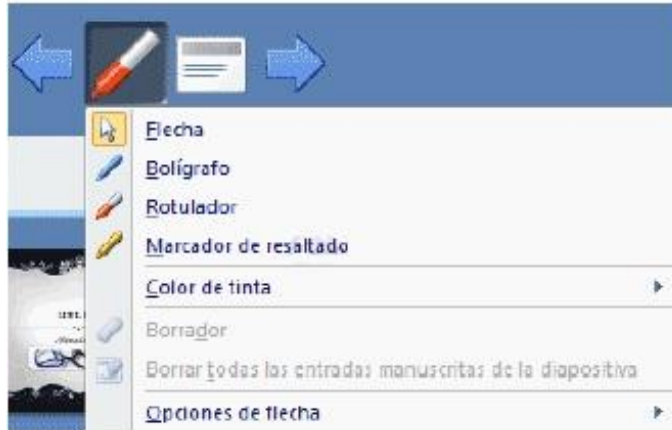 Flecha
Bolígrafo
Rotulador
Marcador de resaltado
Color de tinta
Borrador
Borrar todas las entradas manuscritas de la diapositiva
Opciones de flecha